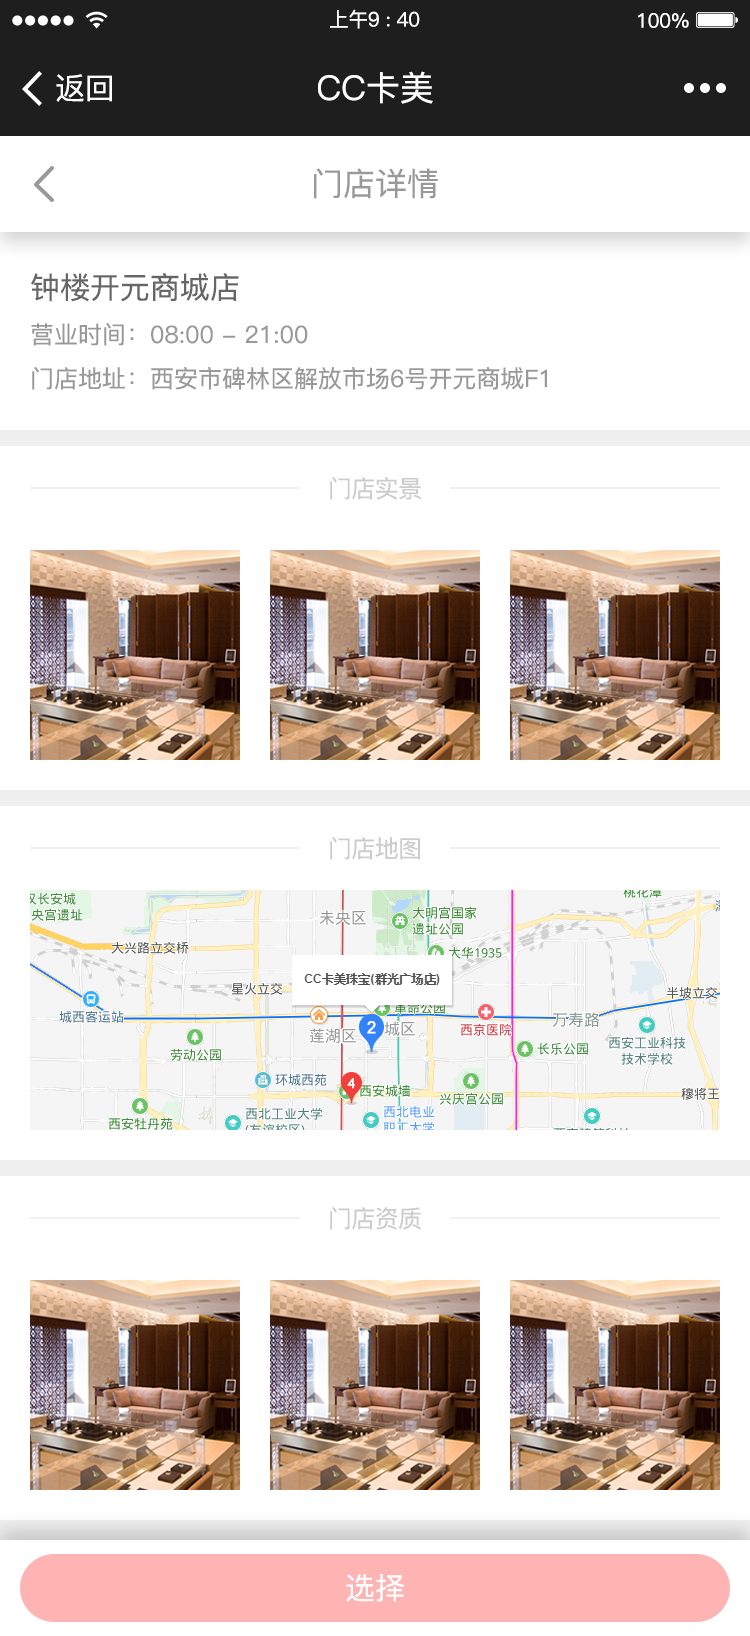 上午9 : 40
100%
返回
CC卡美
门店详情
钟楼开元商城店
营业时间：08:00 – 21:00
门店地址：西安市碑林区解放市场6号开元商城F1
门店实景
门店地图
汉长安城
央宫遗址
未央区
大明宫国家
遗址公园
桃花潭
大兴路立交桥
大华1935
星火立交
CC卡美珠宝(群光广场店)
半坡立交
城西客运站
革命公园
莲湖区
2
城区
西京医院
万寿路
劳动公园
长乐公园
西安工业科技
技术学校
环城西苑
4
西安城墙
兴庆宫公园
穆将王
西安牡丹苑
西北工业大学
(友谊校区)
西北电业
职工大学
门店资质
选择